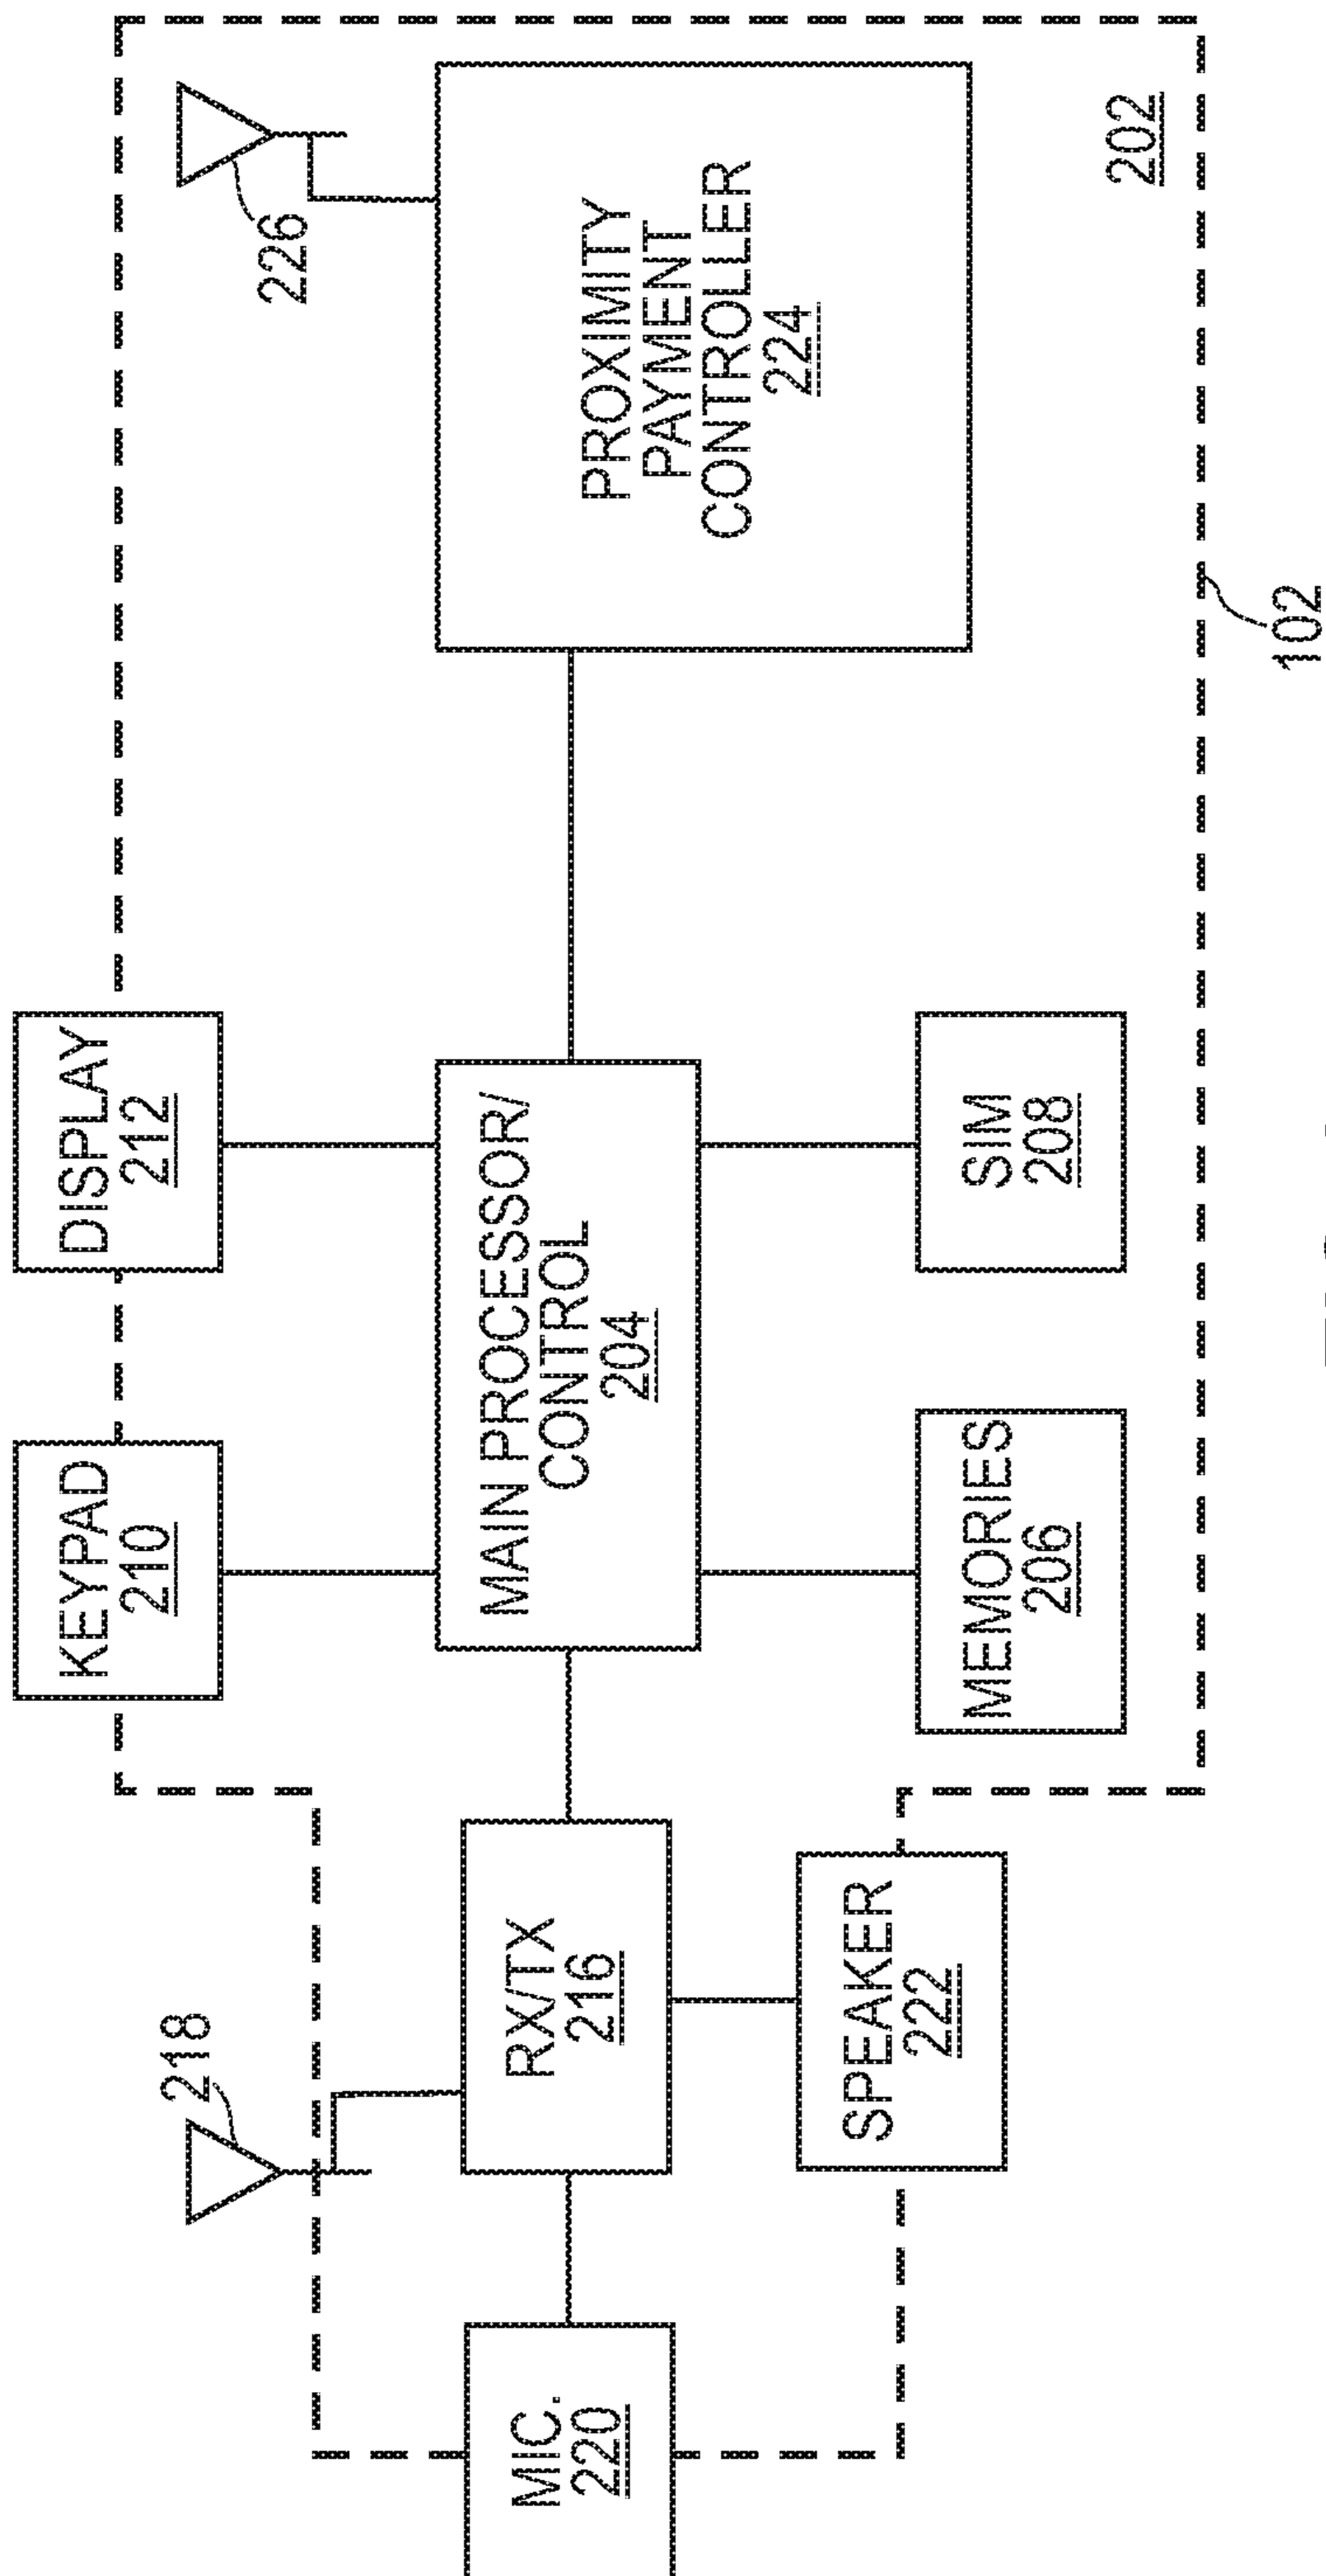 218
KEYPAD
210
DISPLAY
212
226
MIC.
220
RX/TX
216
MAIN PROCESSOR/
CONTROL
204
PROXIMITY
PAYMENT
CONTROLLER
224
SPEAKER
222
MEMORIES
206
SIM
208
202
102